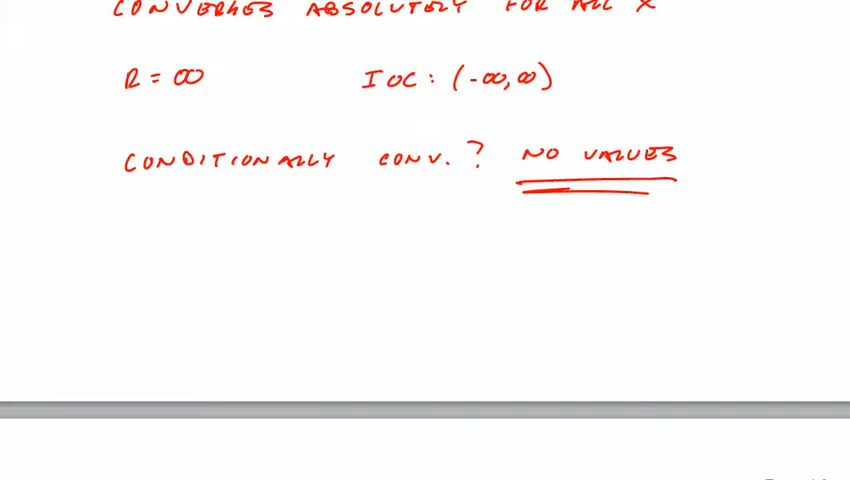 CONVERGES ABSOLUTELY FOR ALL X
R = ∞ IOC: (-∞,∞)
CONDITIONALLY CONV. ? NO VALUES